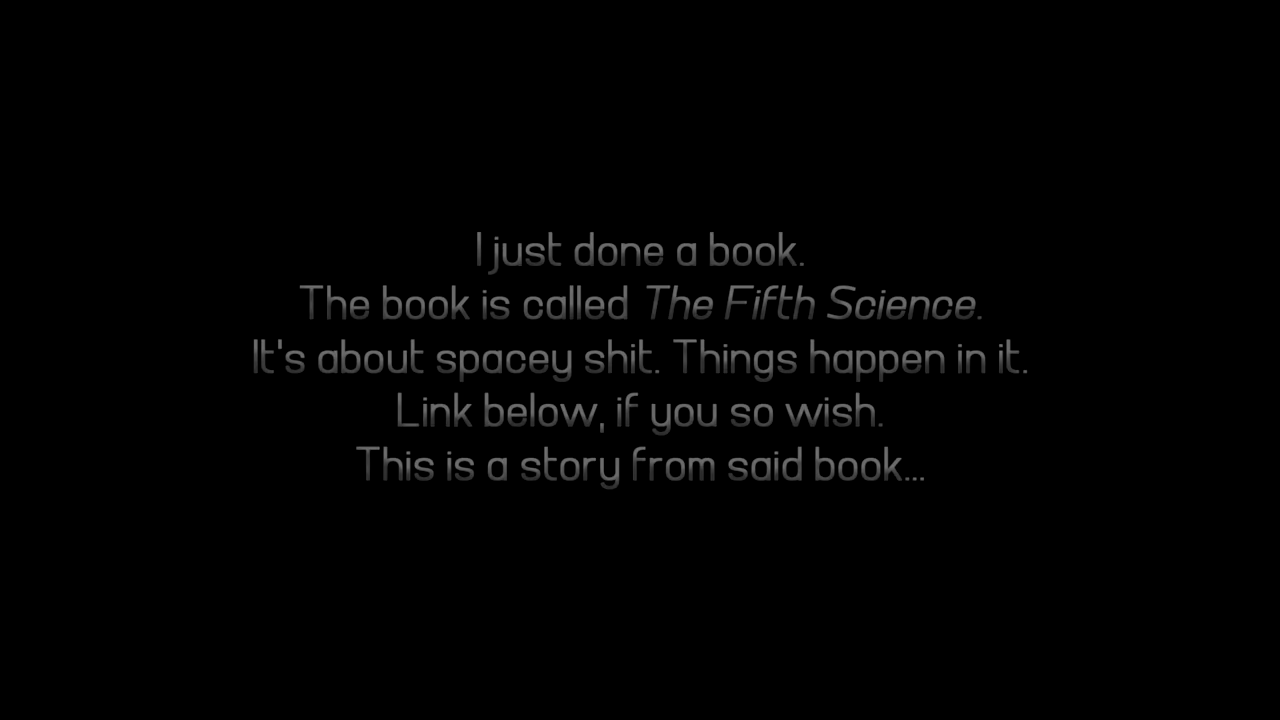 I just done a book.
The book is called The Fifth Science.
It's about spacey shit. Things happen in it.
Link below, if you so wish.
This is a story from said book...